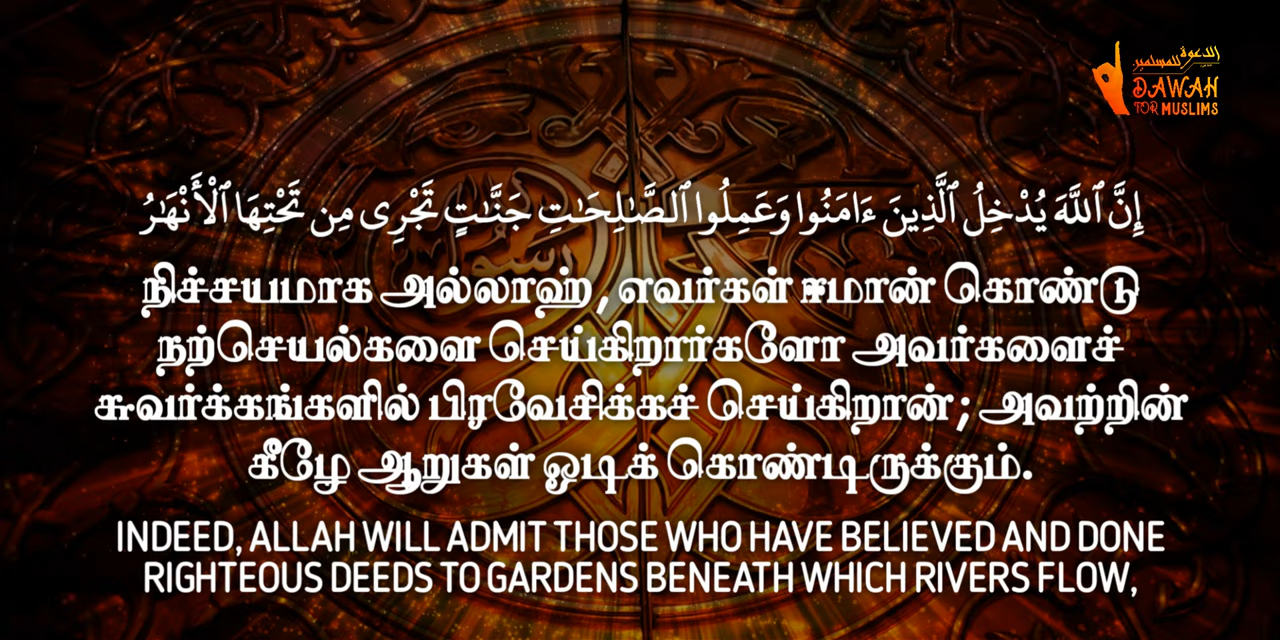 الدعوة للمسلمين
DAWAH
FOR MUSLIMS
إِنَّ ٱللَّهَ يُدْخِلُ ٱلَّذِينَ ءَامَنُوا وَعَمِلُوا ٱلصَّـٰلِحَـٰتِ جَنَّـٰتٍ تَجْرِى مِن تَحْتِهَا ٱلْأَنْهَـٰرُ
நிச்சயமாக அல்லாஹ், எவர்கள் ஈமான் கொண்டு
நற்செயல்களை செய்கிறார்களோ அவர்களைச்
சுவர்க்கங்களில் பிரவேசிக்கச் செய்கிறான்; அவற்றின்
கீழே ஆறுகள் ஓடிக் கொண்டிருக்கும்.
INDEED, ALLAH WILL ADMIT THOSE WHO HAVE BELIEVED AND DONE
RIGHTEOUS DEEDS TO GARDENS BENEATH WHICH RIVERS FLOW,